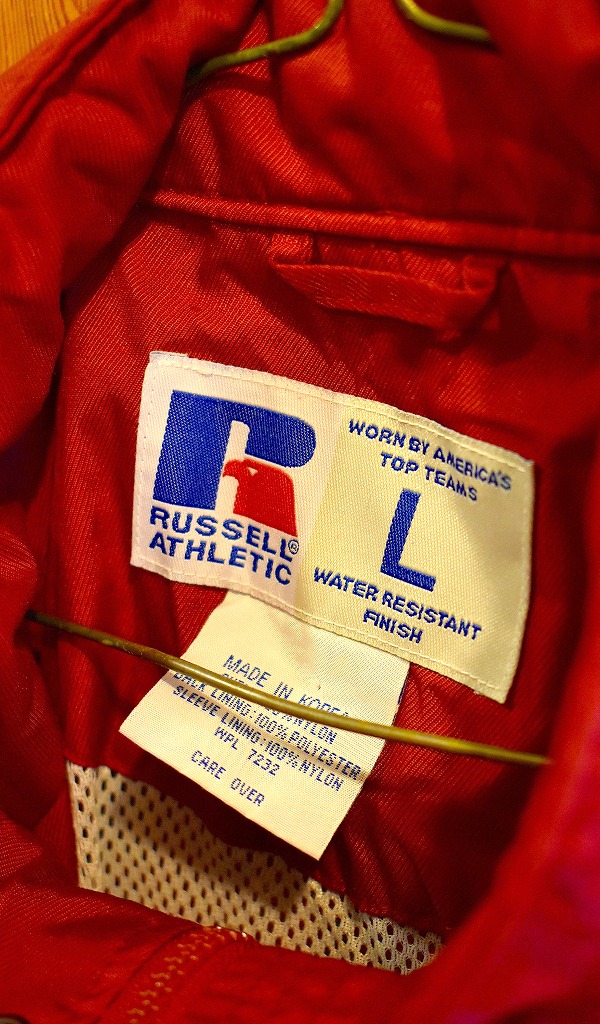 RUSSELL®
ATHLETIC
WORN BY AMERICA'S
TOP TEAMS
L
WATER RESISTANT
FINISH
MADE IN KOREA
NYLON
BACK LINING:100%POLYESTER
SLEEVE LINING:100%NYLON
WPL 7232
CARE OVER